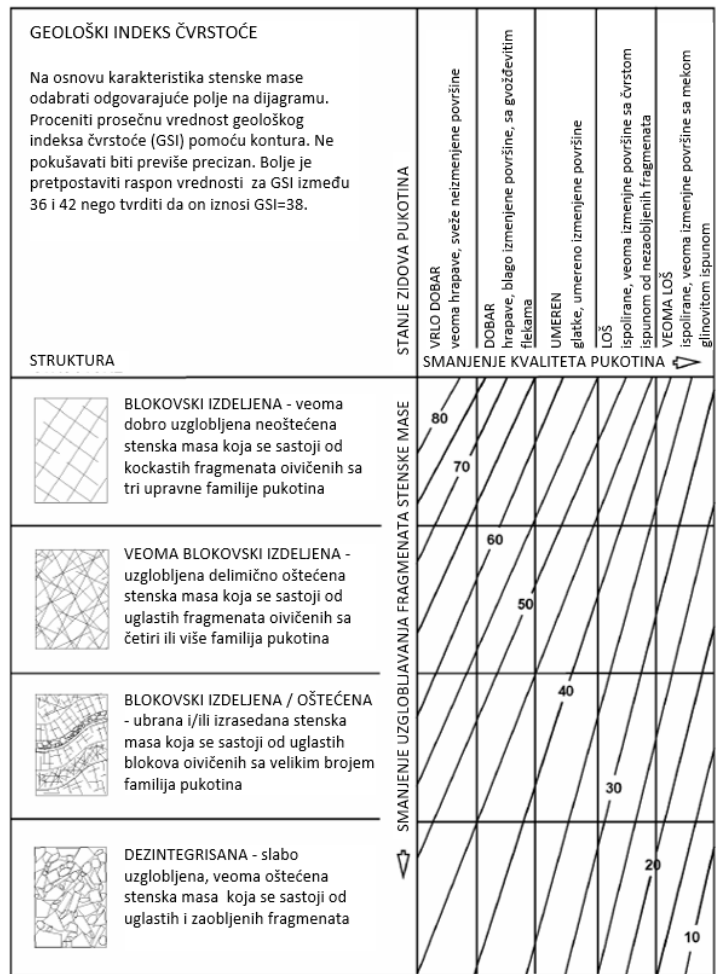 GEOLOŠKI INDEKS ČVRSTOĆE
Na osnovu karakteristika stenske mase
odabrati odgovarajuće polje na dijagramu.
Proceniti prosečnu vrednost geološkog
indeksa čvrstoće (GSI) pomoću kontura. Ne
pokušavati biti previše precizan. Bolje je
pretpostaviti raspon vrednosti za GSI između
36 i 42 nego tvrditi da on iznosi GSI=38.
STRUKTURA
STANJE ZIDOVA PUKOTINA
VRLO DOBAR
veoma hrapave, sveže neizmenjene površine
DOBAR
hrapave, blago izmenjene površine, sa gvožđevitim
flekama
UMEREN
glatke, umereno izmenjene površine
LOŠ
ispolirane, veoma izmenjne površine sa čvrstom
ispunom od nezaobljenih fragmenata
VEOMA LOŠ
ispolirane, veoma izmenjne površine sa mekom
glinovitom ispunom
SMANJENJE KVALITETA PUKOTINA
BLOKOVSKI IZDELJENA - veoma
dobro uzglobljena neoštećena
stenska masa koja se sastoji od
kockastih fragmenata oivičenih sa
tri upravne familije pukotina
VEOMA BLOKOVSKI IZDELJENA -
uzglobljena delimično oštećena
stenska masa koja se sastoji od
uglastih fragmenata oivičenih sa
četiri ili više familija pukotina
BLOKOVSKI IZDELJENA / OŠTEĆENA
- ubrana i/ili izrasedana stenska
masa koja se sastoji od uglastih
blokova oivičenih sa velikim brojem
familija pukotina
DEZINTEGRISANA - slabo
uzglobljena, veoma oštećena
stenska masa koja se sastoji od
uglastih i zaobljenih fragmenata
SMANJENJE UZGLOBLJAVANJA FRAGMENATA STENSKE MASE
80
70
60
50
40
30
20
10